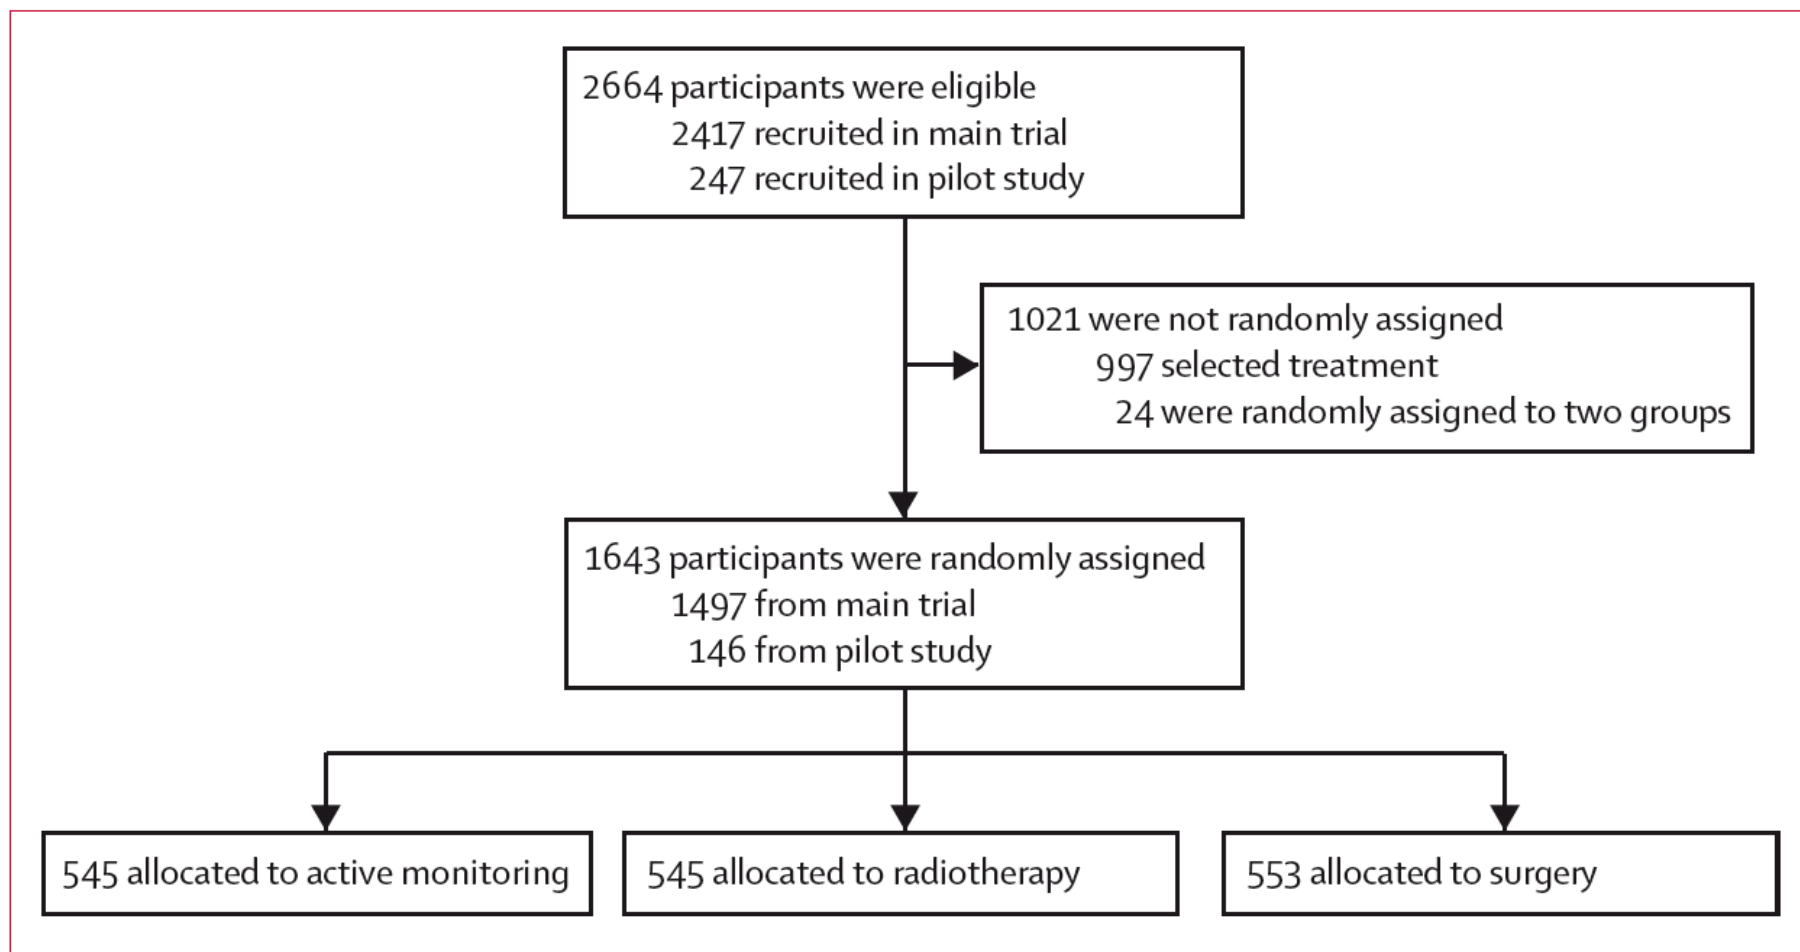 2664 participants were eligible
2417 recruited in main trial
247 recruited in pilot study
1021 were not randomly assigned
997 selected treatment
24 were randomly assigned to two groups
1643 participants were randomly assigned
1497 from main trial
146 from pilot study
545 allocated to active monitoring
545 allocated to radiotherapy
553 allocated to surgery